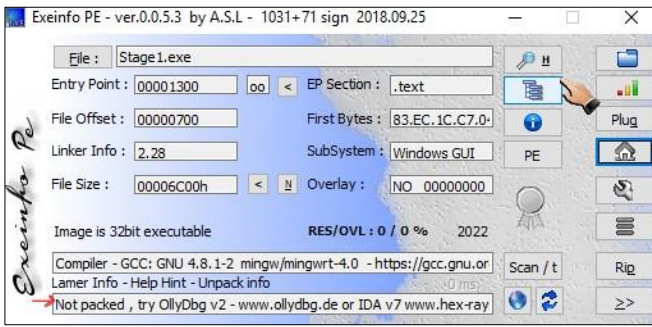 Exeinfo PE - ver.0.0.5.3 by A.S.L - 1031+71 sign 2018.09.25
File : Stage1.exe H
Entry Point : 00001300 oo < EP Section : .text
File Offset : 00000700 First Bytes : 83.EC.1C.C7.0 Plug
Linker Info : 2.28 SubSystem : Windows GUI PE
File Size : 00006C00h < N Overlay : NO 00000000
Image is 32bit executable RES/OVL : 0 / 0 % 2022
Compiler - GCC: GNU 4.8.1-2 mingw/mingwrt-4.0 - https://gcc.gnu.or Scan / t Rip
Lamer Info - Help Hint - Unpack info 0 ms.
Not packed , try OllyDbg v2 - www.ollydbg.de or IDA v7 www.hex-ray >>
Exeinfo Pe